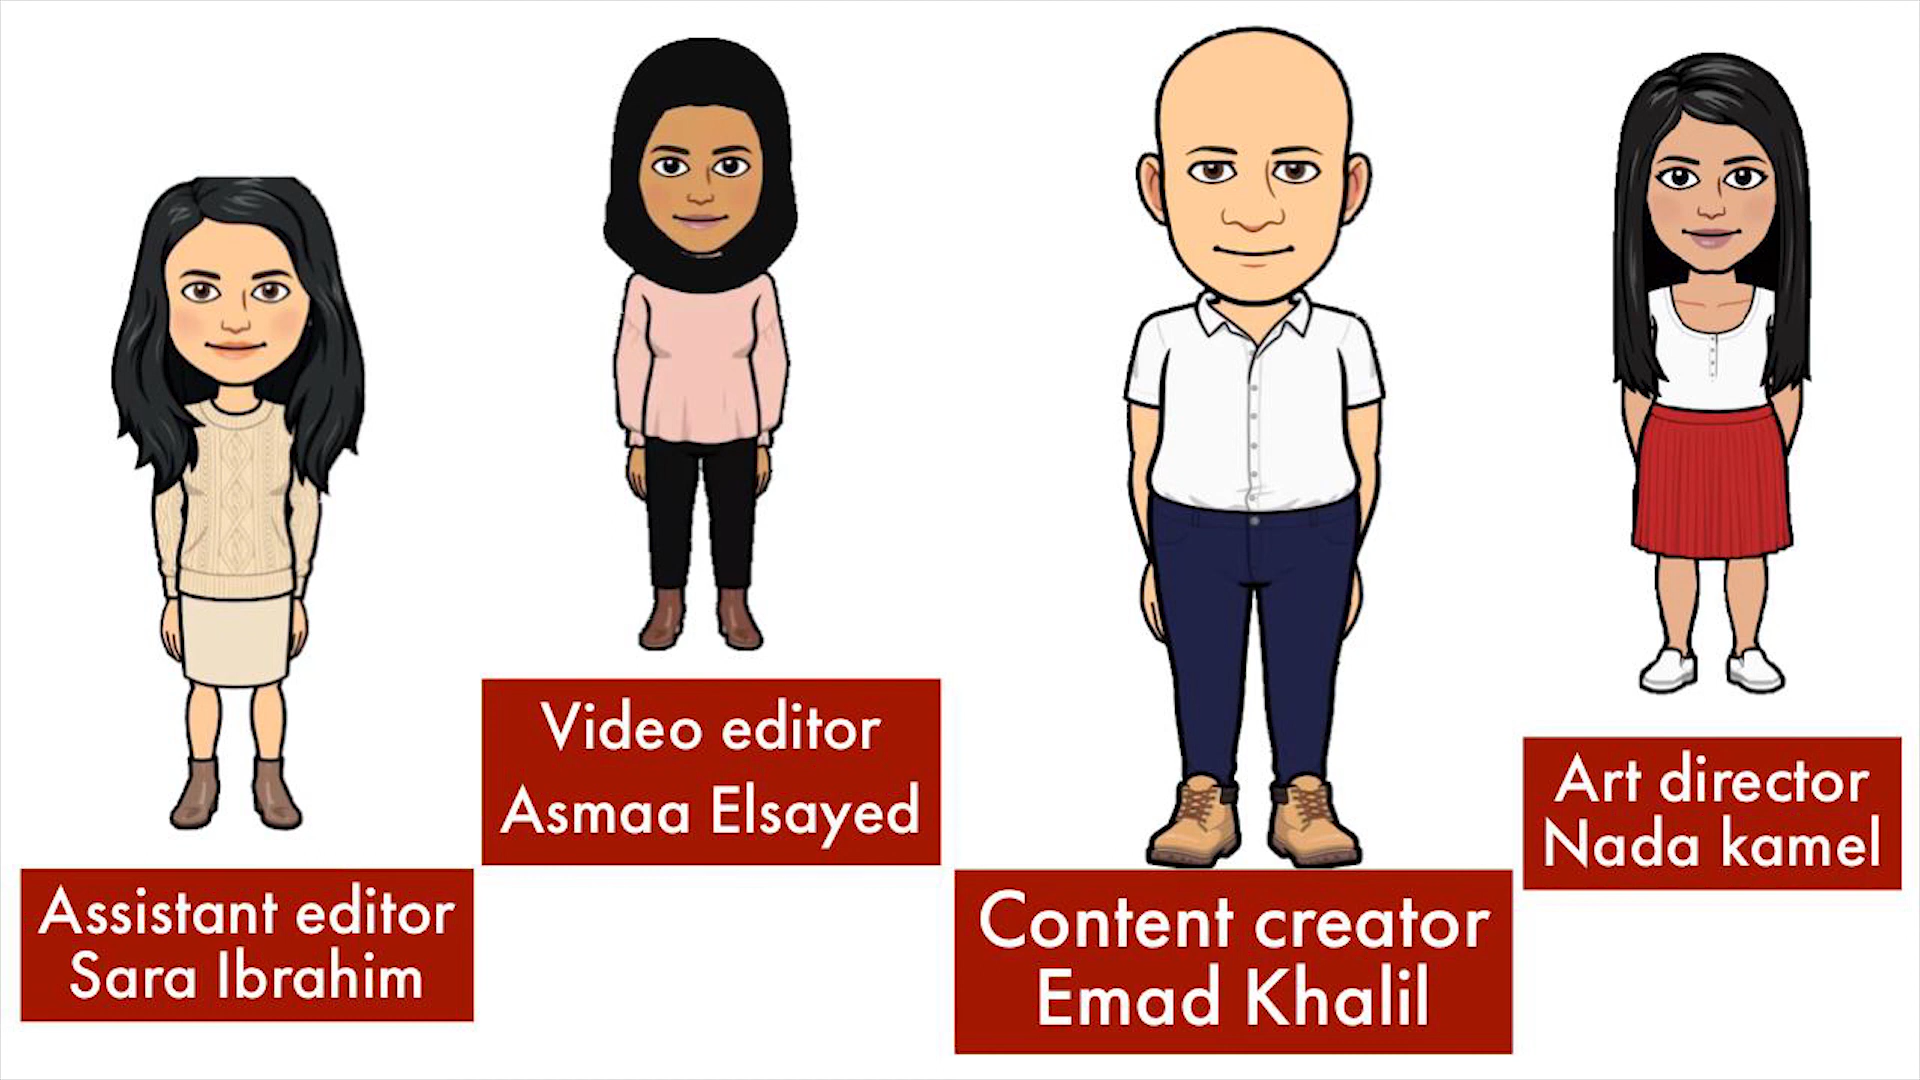 Assistant editor
Sara Ibrahim
Video editor
Asmaa Elsayed
Content creator
Emad Khalil
Art director
Nada kamel